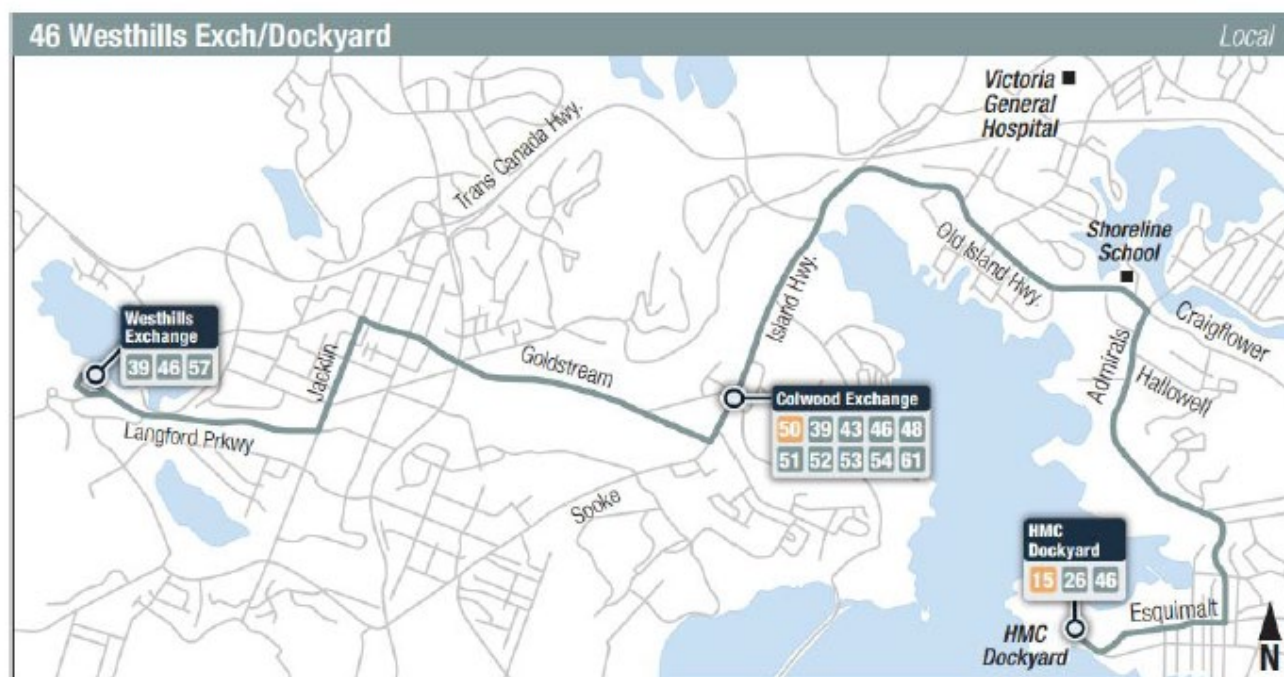 46 Westhills Exch/Dockyard
Local
Victoria
General
Hospital
Trans Canada Hwy.
Shoreline
School
Old Island Hwy.
Island Hwy.
Craigflower
Westhills
Exchange
39 46 57
Jacklin
Goldstream
Admirals
Hallowell
Colwood Exchange
50 39 43 46 48
51 52 53 54 61
Langford Prkwy
Sooke
HMC
Dockyard
15 26 46
Esquimalt
HMC
Dockyard
N